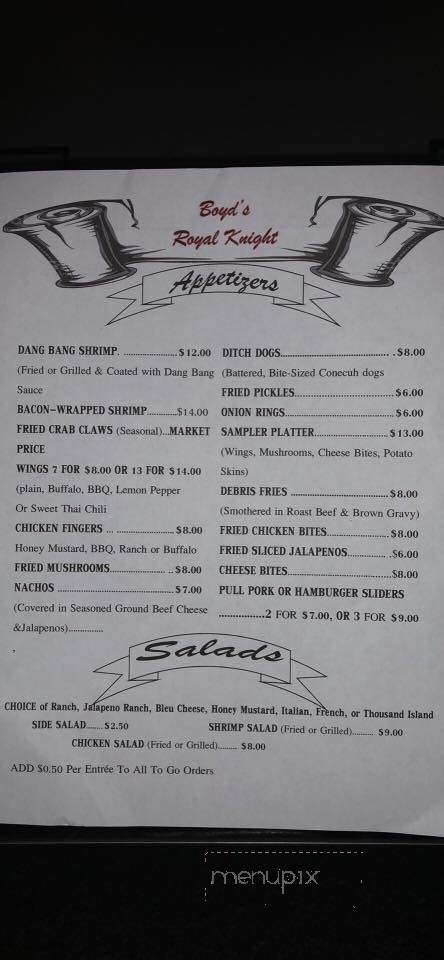 Boyd's
Royal Knight
Appetizers
DANG BANG SHRIMP. ........................$12.00
(Fried or Grilled & Coated with Dang Bang
Sauce
BACON-WRAPPED SHRIMP............$14.00
FRIED CRAB CLAWS (Seasonal)...MARKET
PRICE
WINGS 7 FOR $8.00 OR 13 FOR $14.00
(plain, Buffalo, BBQ, Lemon Pepper
Or Sweet Thai Chili
CHICKEN FINGERS ... ........................$8.00
Honey Mustard, BBQ, Ranch or Buffalo
FRIED MUSHROOMS........................ ..$8.00
NACHOS ................................................$7.00
(Covered in Seasoned Ground Beef Cheese
&Jalapenos)..............
DITCH DOGS.......................................... .$8.00
(Battered, Bite-Sized Conecuh dogs
FRIED PICKLES.....................................$6.00
ONION RINGS........................................$6.00
SAMPLER PLATTER.............................$13.00
(Wings, Mushrooms, Cheese Bites, Potato
Skins)
DEBRIS FRIES .....................................$8.00
(Smothered in Roast Beef & Brown Gravy)
FRIED CHICKEN BITES.........................$8.00
FRIED SLICED JALAPENOS................$6.00
CHEESE BITES......................................$8.00
PULL PORK OR HAMBURGER SLIDERS
................2 FOR $7.00, OR 3 FOR $9.00
Salads
CHOICE of Ranch, Jalapeno Ranch, Bleu Cheese, Honey Mustard, Italian, French, or Thousand Island
SIDE SALAD.......$2.50 SHRIMP SALAD (Fried or Grilled)......... $9.00
CHICKEN SALAD (Fried or Grilled)........ $8.00
ADD $0.50 Per Entrée To All To Go Orders
menupix